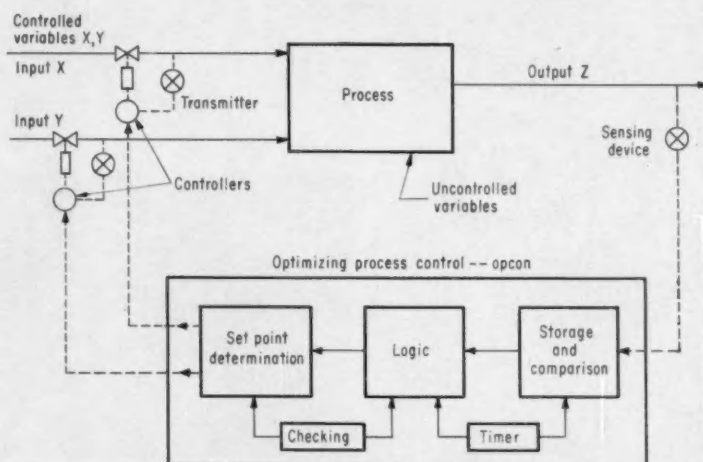 Controlled
variables X,Y
Input X
Transmitter
Input Y
Controllers
Process
Output Z
Sensing
device
Uncontrolled
variables
Optimizing process control -- opcon
Set point
determination
Logic
Storage
and
comparison
Checking
Timer